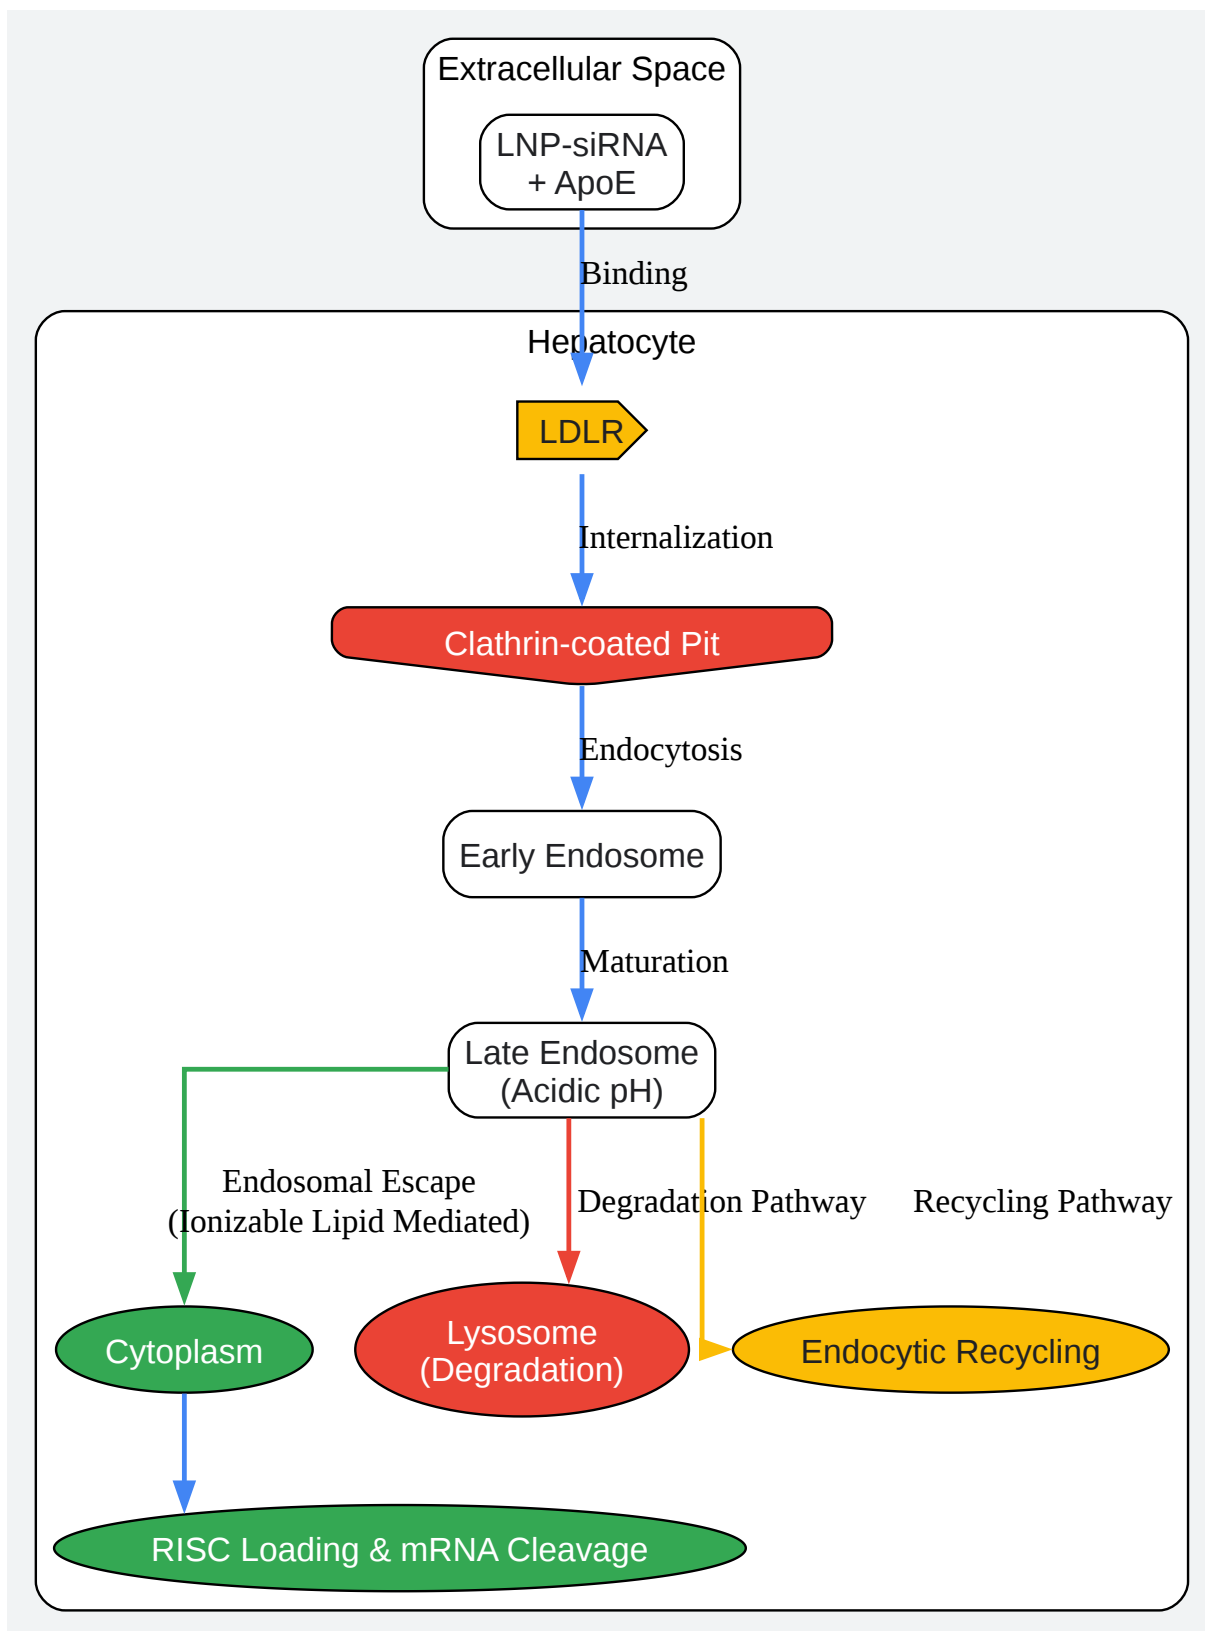 Extracellular Space
LNP-siRNA
+ ApoE
Binding
Hepatocyte
LDLR
Internalization
Clathrin-coated Pit
Endocytosis
Early Endosome
Maturation
Late Endosome
(Acidic pH)
Endosomal Escape
(Ionizable Lipid Mediated)
Degradation Pathway
Recycling Pathway
Cytoplasm
Lysosome
(Degradation)
Endocytic Recycling
RISC Loading & mRNA Cleavage